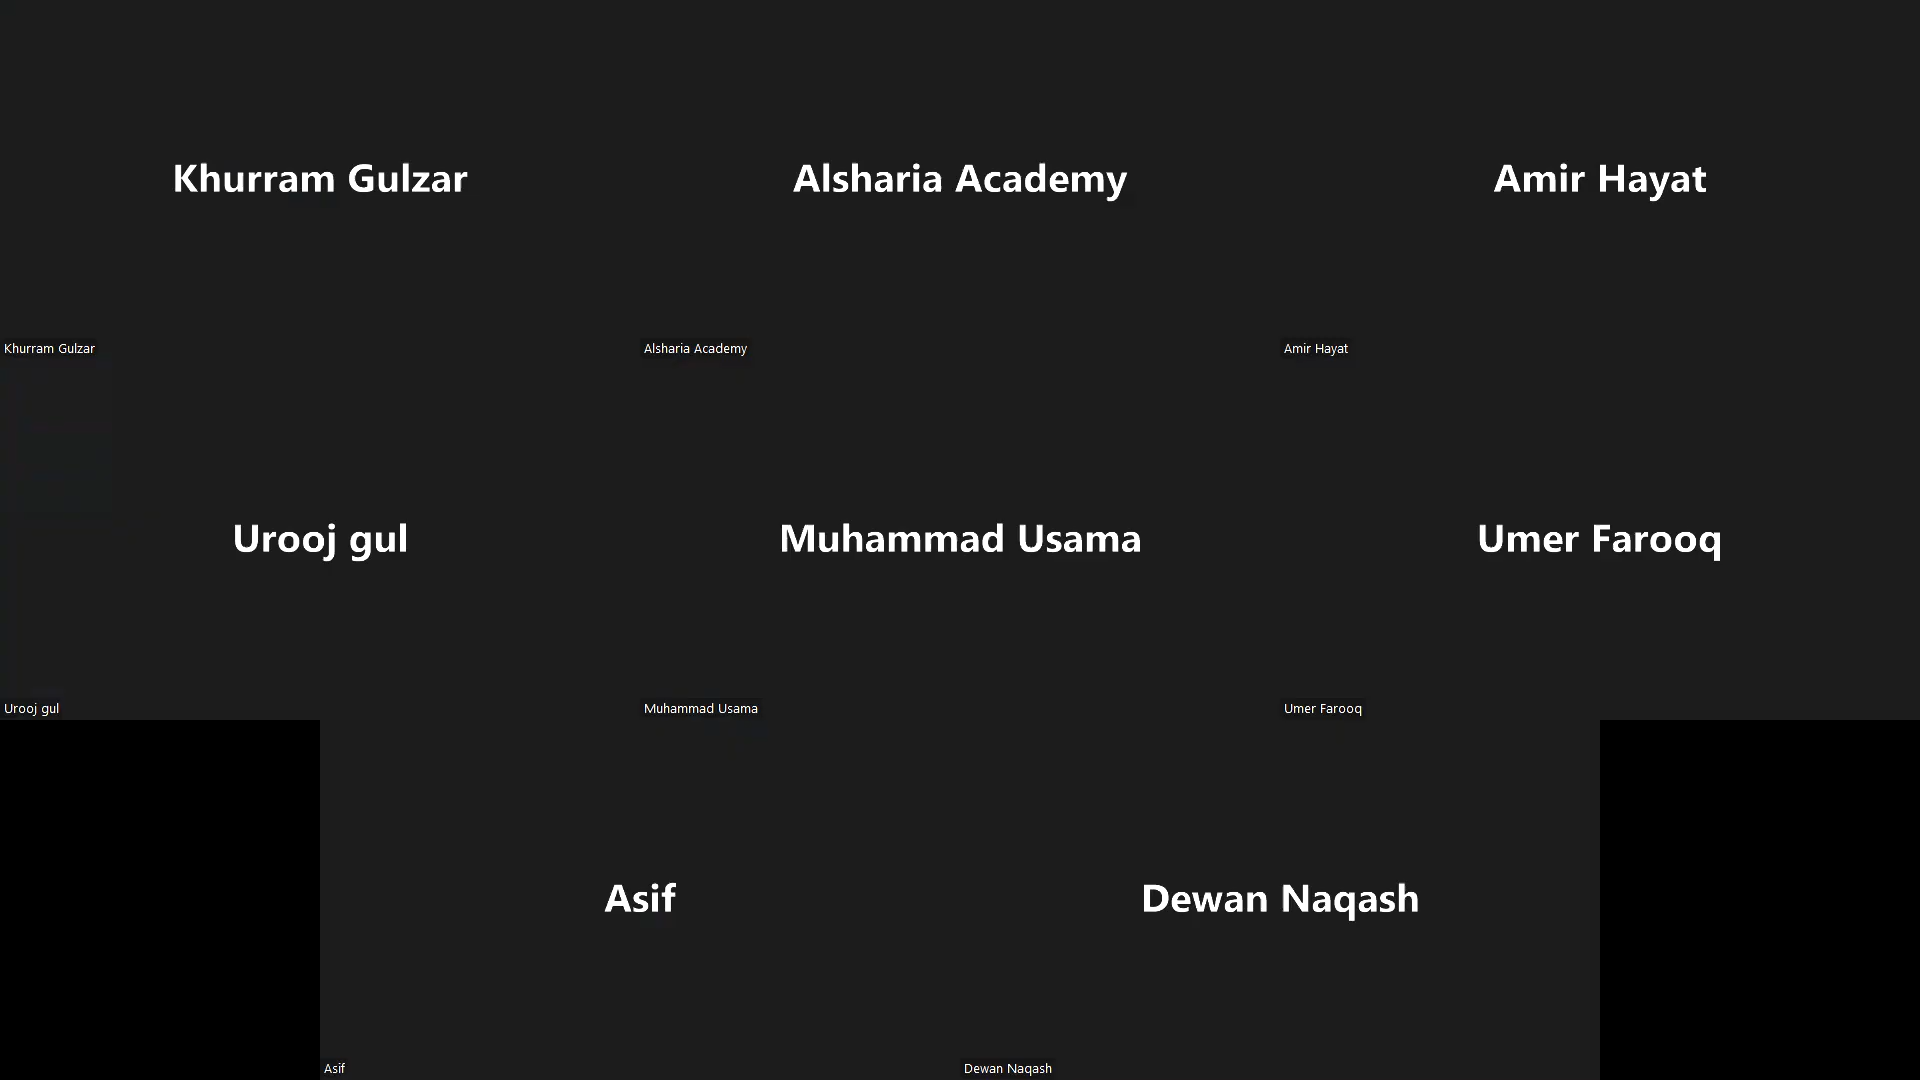 Khurram Gulzar
Alsharia Academy
Amir Hayat
Khurram Gulzar
Alsharia Academy
Amir Hayat
Urooj gul
Muhammad Usama
Umer Farooq
Urooj gul
Muhammad Usama
Umer Farooq
Asif
Dewan Naqash
Asif
Dewan Naqash